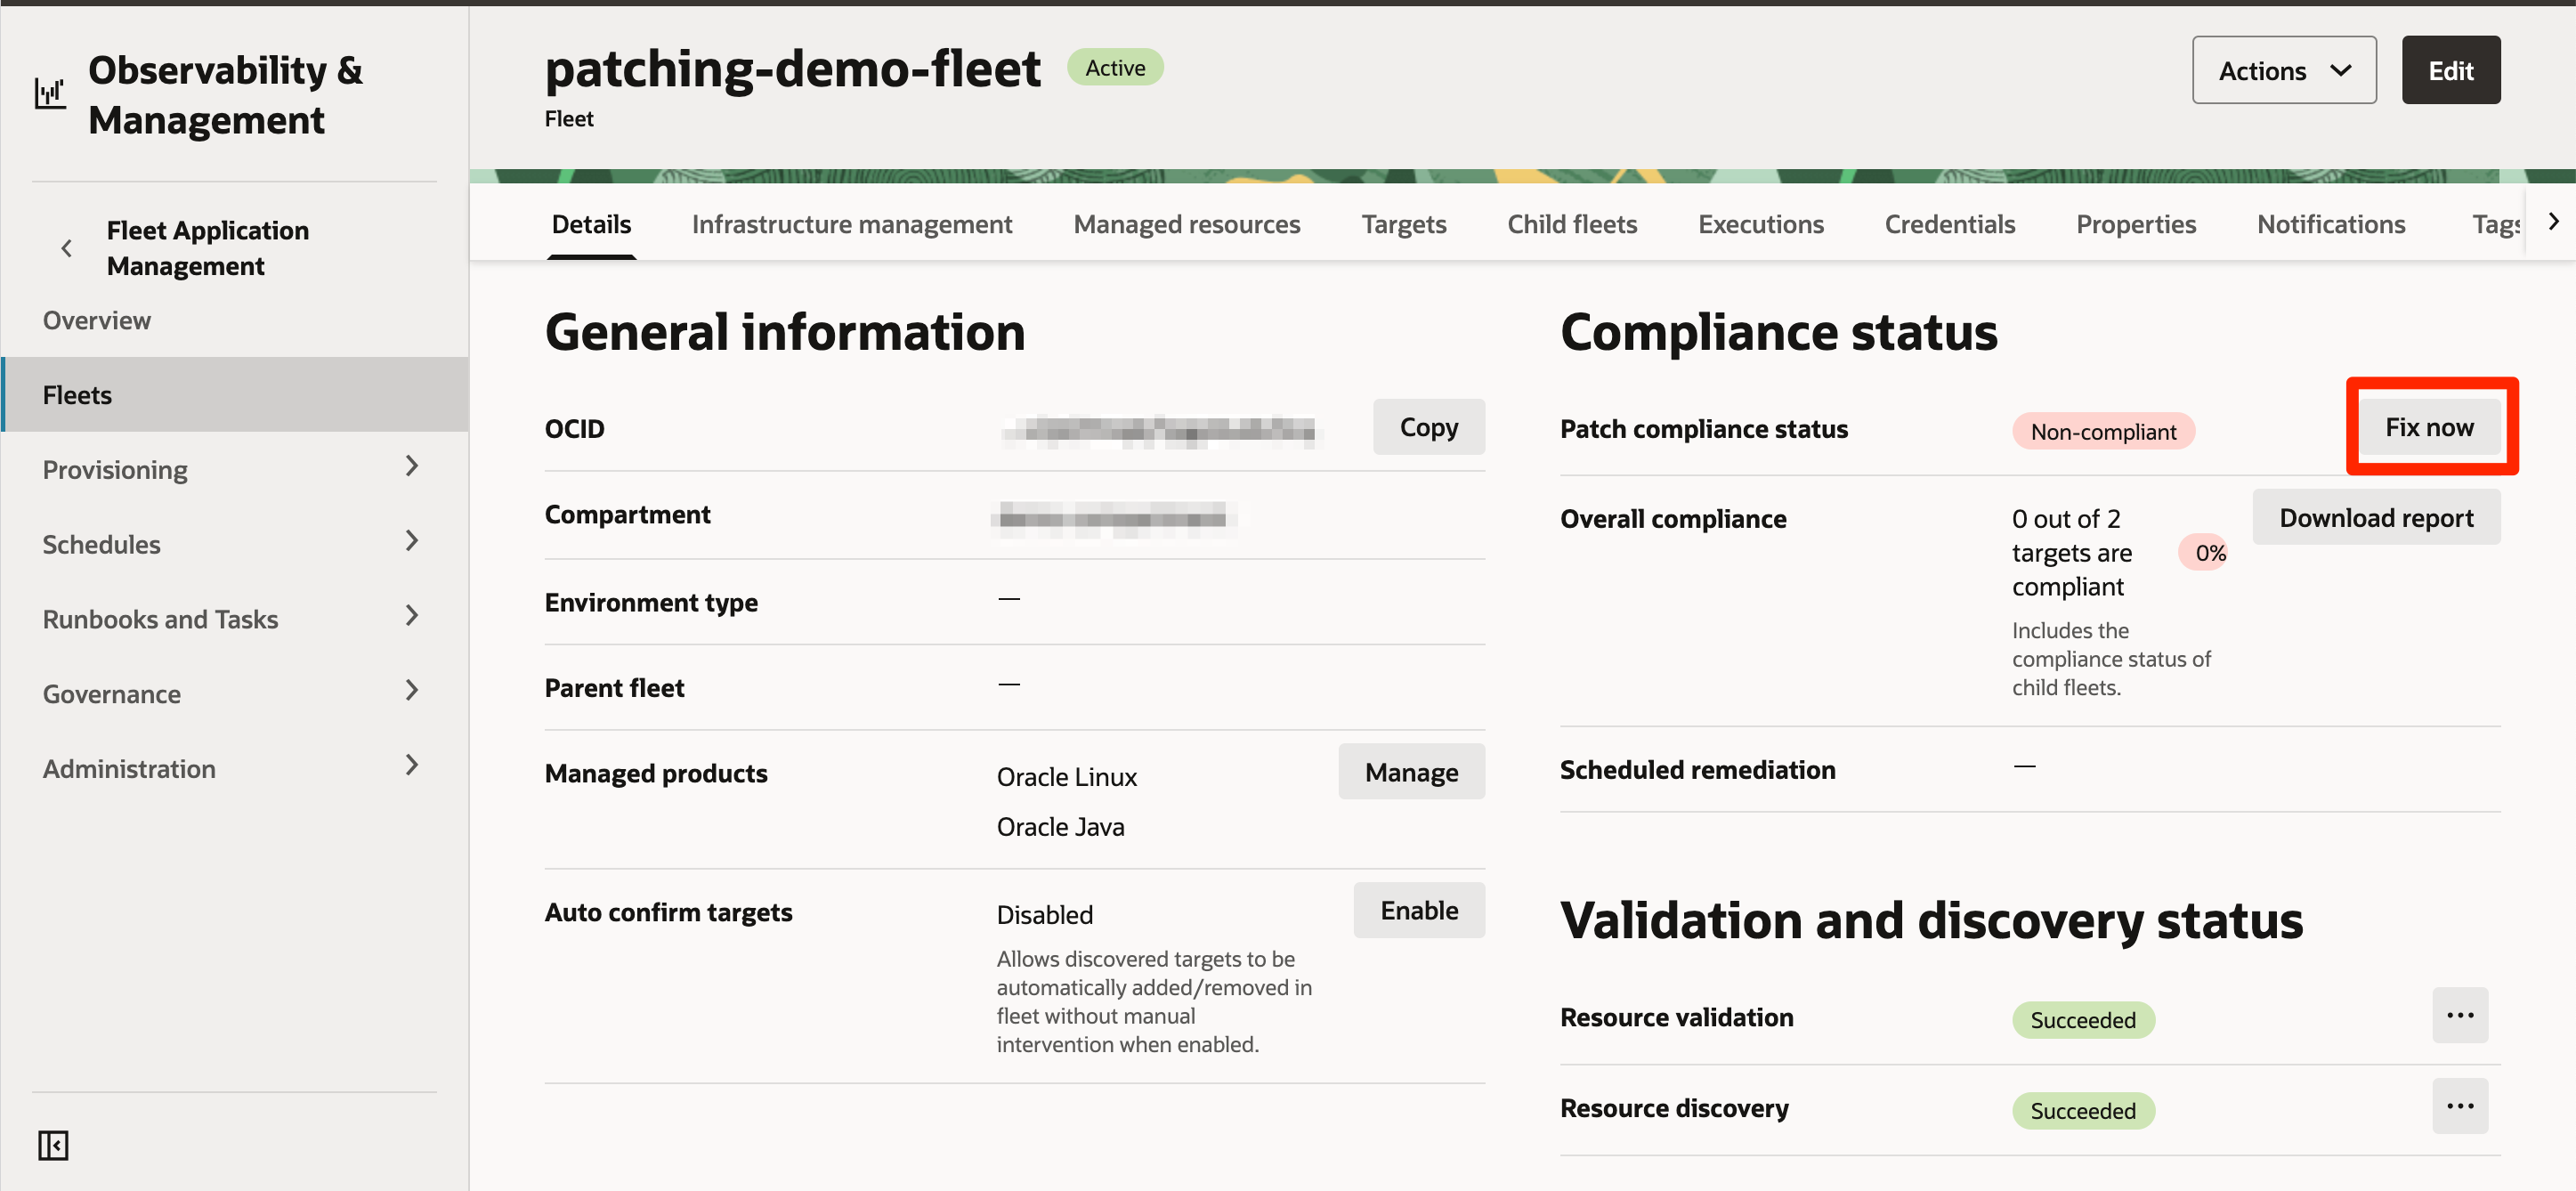 Observability &
Management
Fleet Application
Management
Overview
Fleets
Provisioning
Schedules
Runbooks and Tasks
Governance
Administration
patching-demo-fleet
Active
Fleet
Actions
Edit
Details
Infrastructure management
Managed resources
Targets
Child fleets
Executions
Credentials
Properties
Notifications
Tags
General information
OCID
Copy
Compartment
Environment type
—
Parent fleet
—
Managed products
Oracle Linux
Oracle Java
Manage
Auto confirm targets
Disabled
Enable
Allows discovered targets to be
automatically added/removed in
fleet without manual
intervention when enabled.
Compliance status
Patch compliance status
Non-compliant
Fix now
Overall compliance
0 out of 2
targets are
compliant
0%
Download report
Includes the
compliance status of
child fleets.
Scheduled remediation
—
Validation and discovery status
Resource validation
Succeeded
...
Resource discovery
Succeeded
...